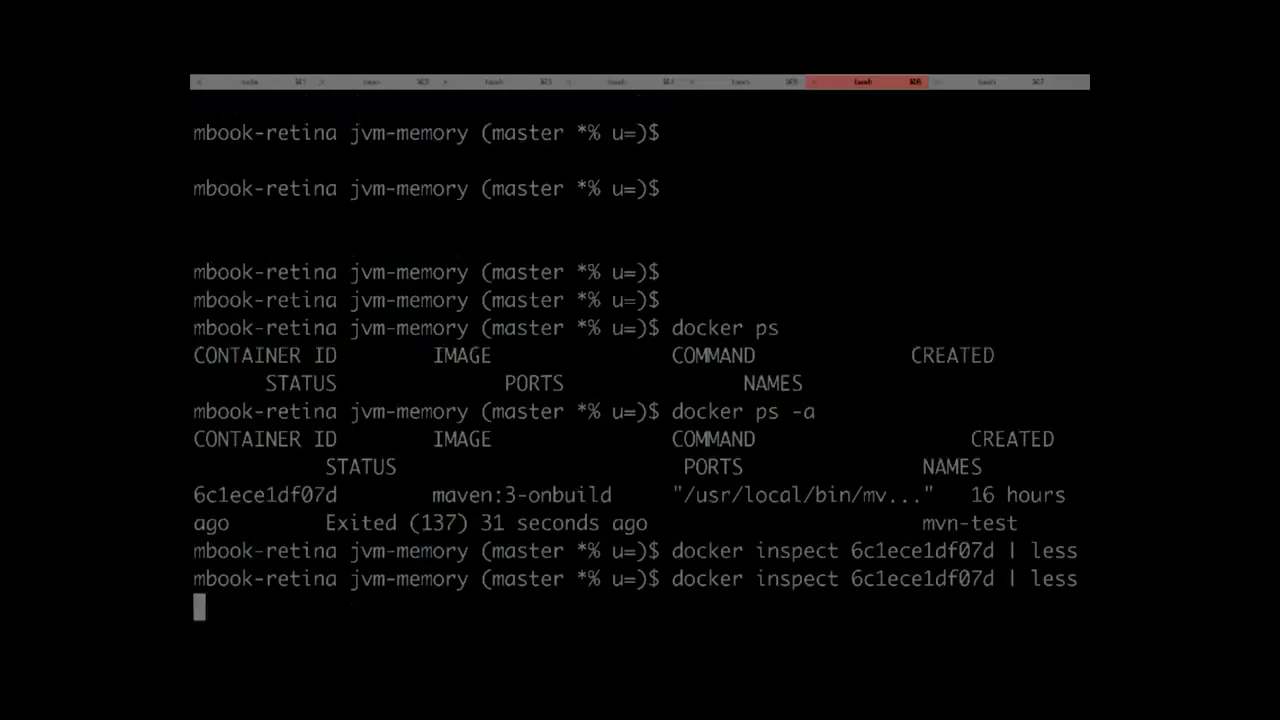 bash ⌘6
mbook-retina jvm-memory (master *% u=)$
mbook-retina jvm-memory (master *% u=)$
mbook-retina jvm-memory (master *% u=)$
mbook-retina jvm-memory (master *% u=)$
mbook-retina jvm-memory (master *% u=)$ docker ps
CONTAINER ID IMAGE COMMAND CREATED
STATUS PORTS NAMES
mbook-retina jvm-memory (master *% u=)$ docker ps -a
CONTAINER ID IMAGE COMMAND CREATED
STATUS PORTS NAMES
6c1ece1df07d maven:3-onbuild "/usr/local/bin/mv..." 16 hours
ago Exited (137) 31 seconds ago mvn-test
mbook-retina jvm-memory (master *% u=)$ docker inspect 6c1ece1df07d | less
mbook-retina jvm-memory (master *% u=)$ docker inspect 6c1ece1df07d | less